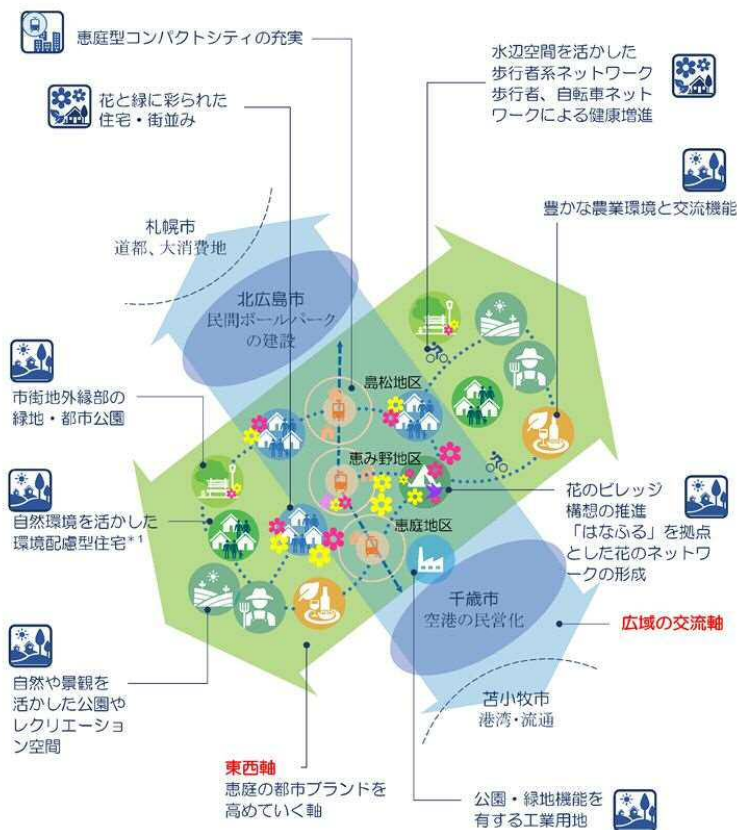 恵庭型コンパクトシティの充実
花と緑に彩られた
住宅・街並み
水辺空間を活かした
歩行者系ネットワーク
歩行者、自転車ネット
ワークによる健康増進
豊かな農業環境と交流機能
札幌市
道都、大消費地
北広島市
民間ボールパーク
の建設
島松地区
市街地外縁部の
緑地・都市公園
恵み野地区
自然環境を活かした
環境配慮型住宅*1
恵庭地区
花のビレッジ
構想の推進
「はなふる」を拠点
とした花のネットワ
ークの形成
千歳市
空港の民営化
広域の交流軸
自然や景観を
活かした公園や
レクリエーショ
ン空間
苫小牧市
港湾・流通
東西軸
恵庭の都市ブランドを
高めていく軸
公園・緑地機能を
有する工業用地